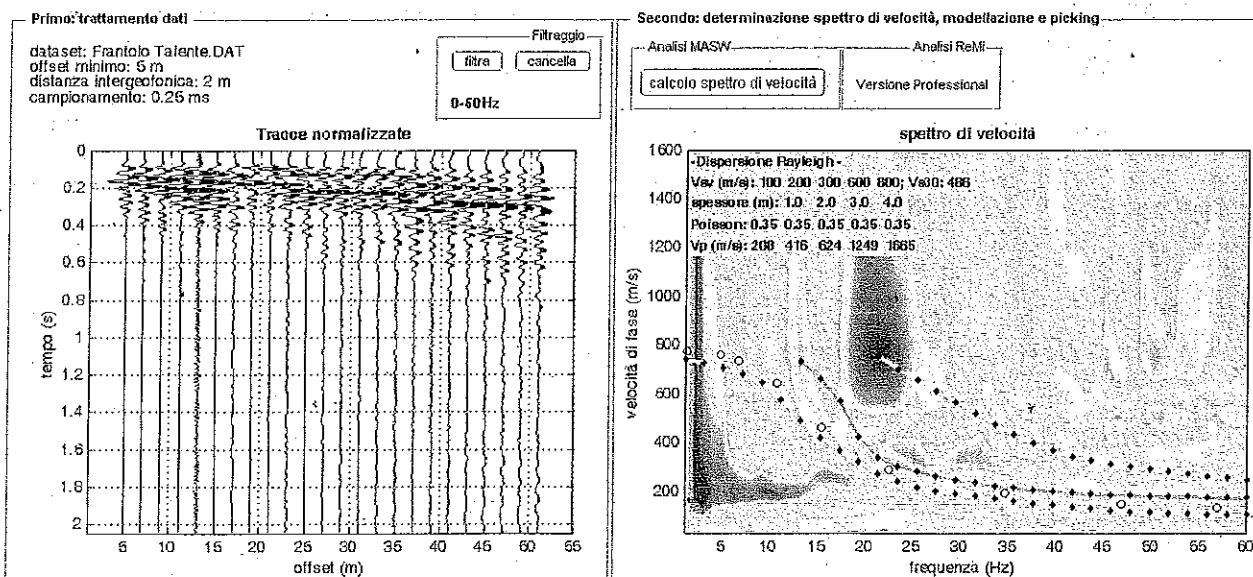 Primo: trattamento dati
dataset: Frantoio Talente.DAT
offset minimo: 5 m
distanza intergeofonica: 2 m
campionamento: 0.25 ms
Filtraggio
filtra cancella
0-50Hz
Tracce normalizzate
0
0.2
0.4
0.6
0.8
1
1.2
1.4
1.6
1.8
2
tempo (s)
5 10 15 20 25 30 35 40 45 50 55 60 65
offset (m)
Secondo: determinazione spettro di velocità, modellazione e picking
Analisi MASW
calcolo spettro di velocità
Analisi ReMi
Versione Professional
spettro di velocità
-Dispersione Rayleigh-
Vsv (m/s): 100 200 300 600 800; Vs30: 486
spessore (m): 1.0 2.0 3.0 4.0
Poisson: 0.35 0.35 0.35 0.35 0.35
Vp (m/s): 208 416 624 1249 1665
1600
1400
1200
1000
800
600
400
200
velocità di fase (m/s)
5 10 15 20 25 30 35 40 45 50 55 60
frequenza (Hz)